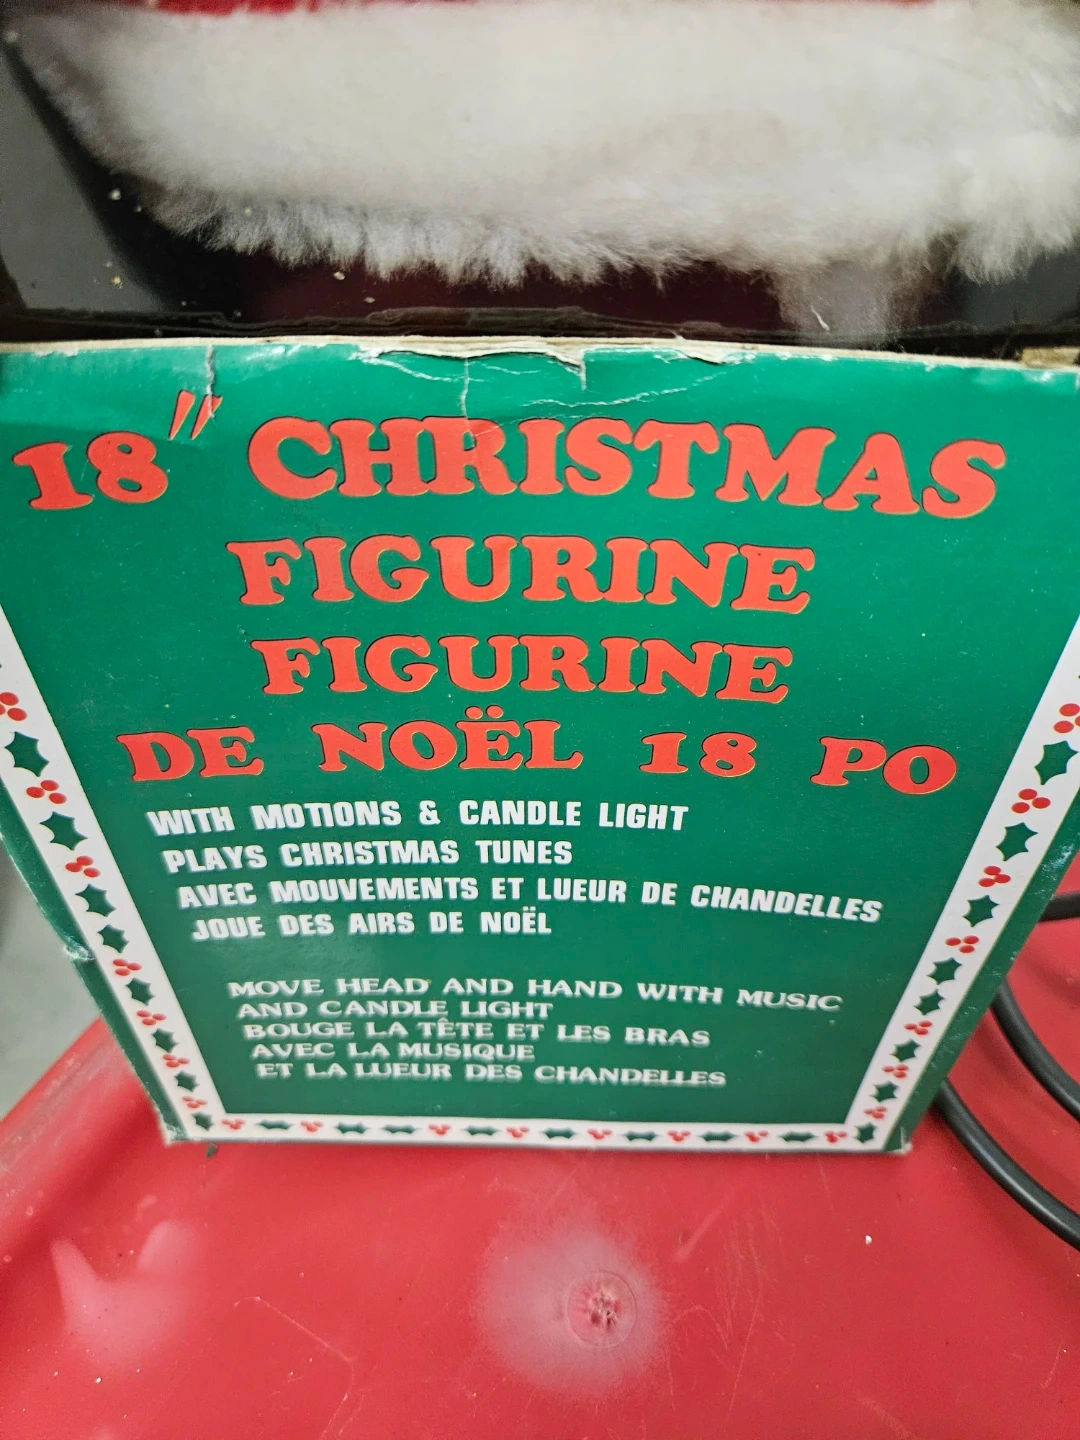 18" CHRISTMAS
FIGURINE
FIGURINE
DE NOËL 18 PO
WITH MOTIONS & CANDLE LIGHT
PLAYS CHRISTMAS TUNES
AVEC MOUVEMENTS ET LUEUR DE CHANDELLES
JOUE DES AIRS DE NOËL
MOVE HEAD AND HAND WITH MUSIC
AND CANDLE LIGHT
BOUGE LA TÊTE ET LES BRAS
AVEC LA MUSIQUE
ET LA LUEUR DES CHANDELLES